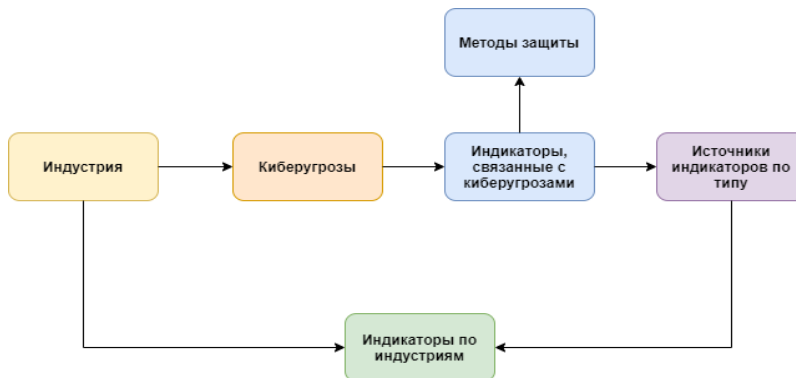 Методы защиты
Индустрия
Киберугрозы
Индикаторы,
связанные с
киберугрозами
Источники
индикаторов по
типу
Индикаторы по
индустриям